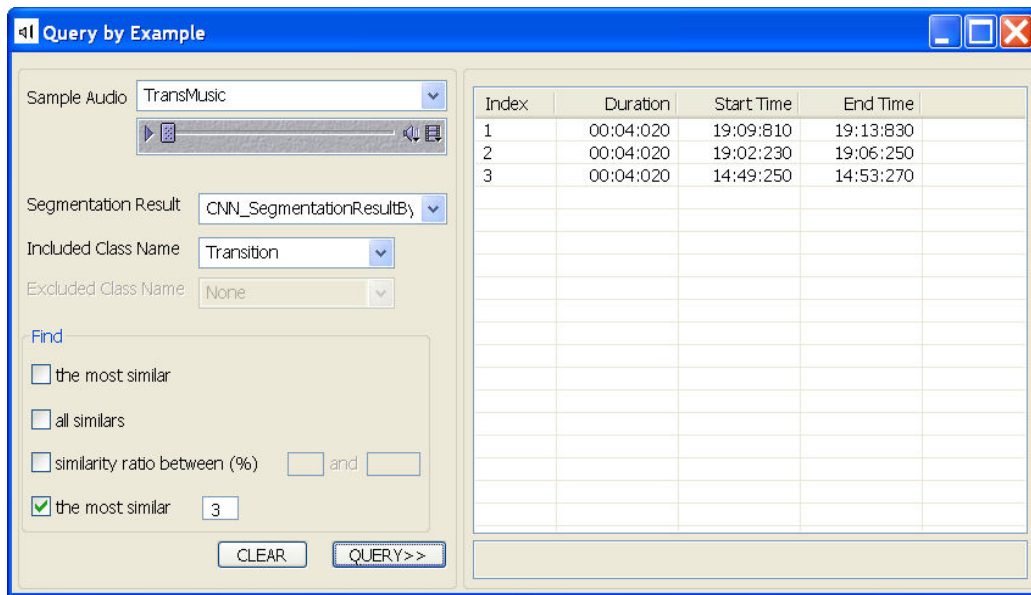 Query by Example
Sample Audio TransMusic
Segmentation Result CNN_SegmentationResultBy
Included Class Name Transition
Excluded Class Name None
Find
the most similar
all similars
similarity ratio between (%) and
the most similar 3
CLEAR QUERY>>
Index Duration Start Time End Time
1 00:04:020 19:09:810 19:13:830
2 00:04:020 19:02:230 19:06:250
3 00:04:020 14:49:250 14:53:270